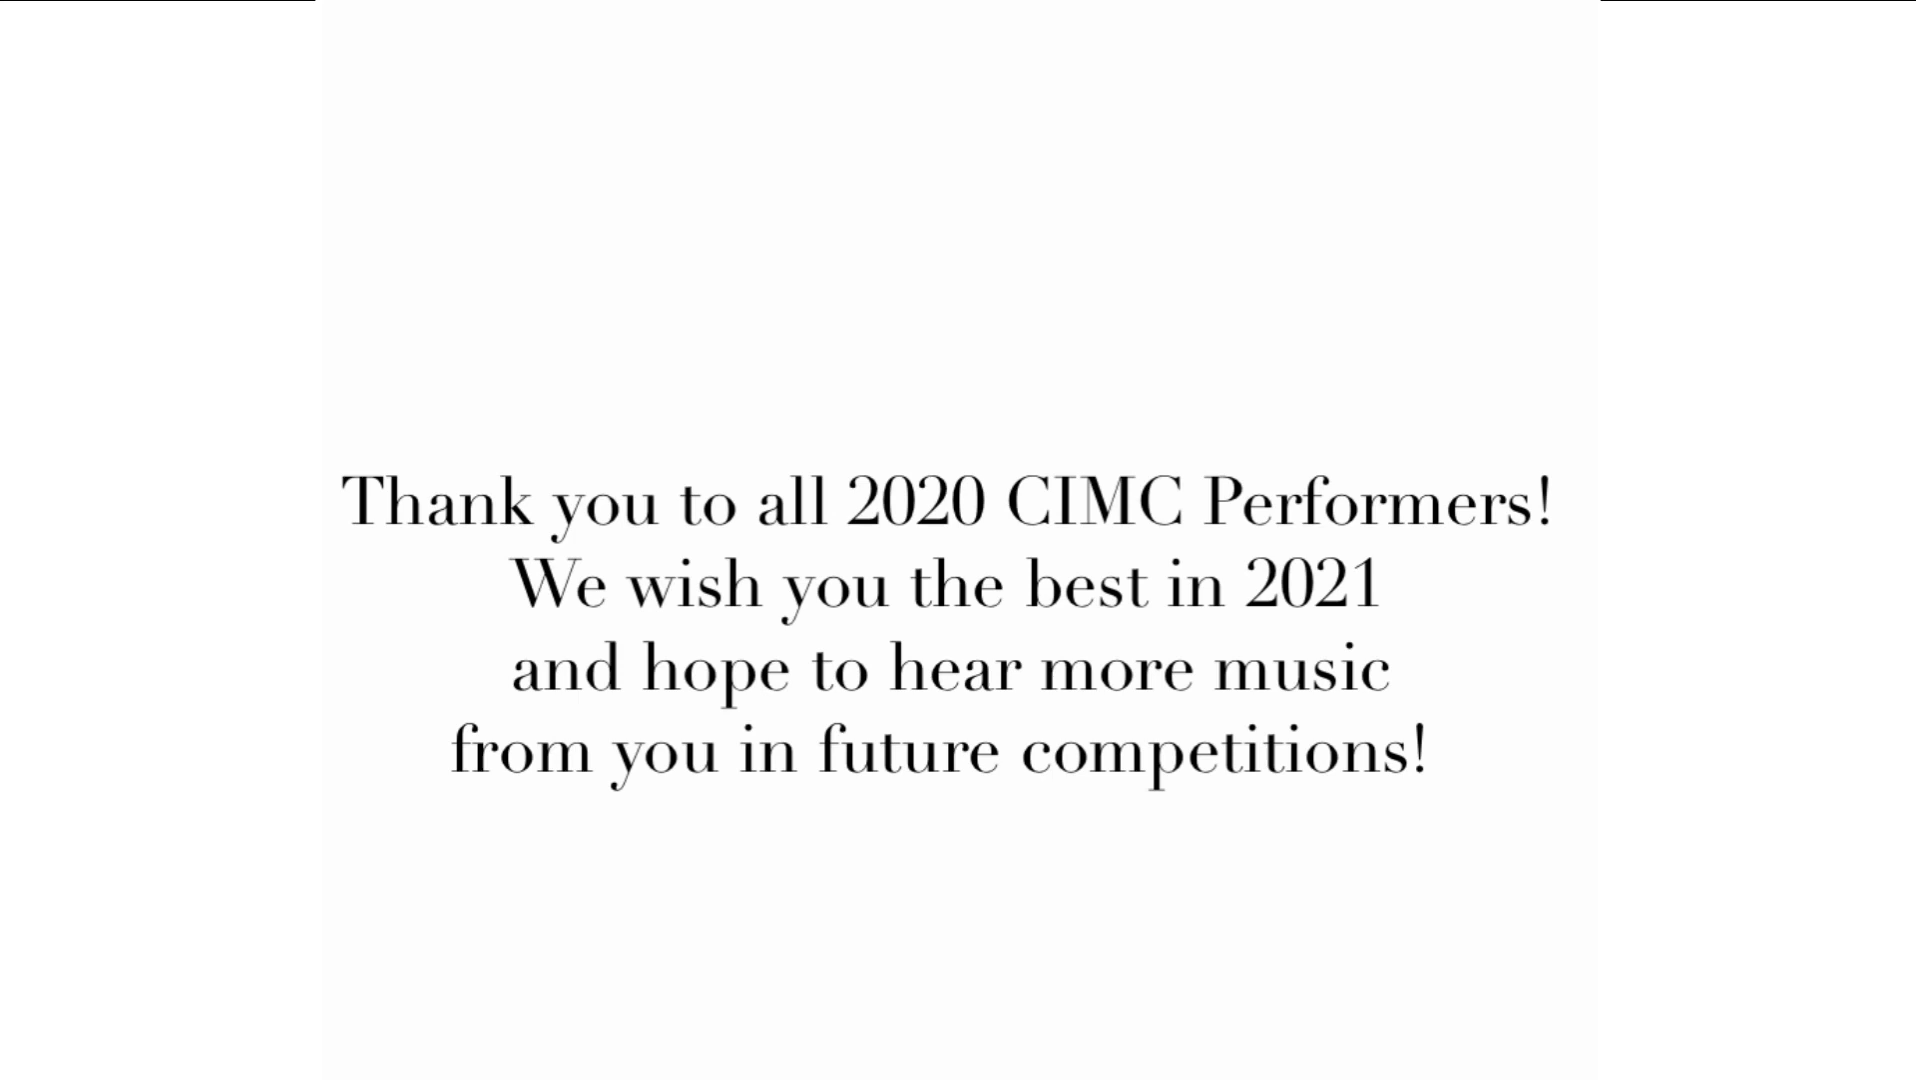 Thank you to all 2020 CIMC Performers!
We wish you the best in 2021
and hope to hear more music
from you in future competitions!